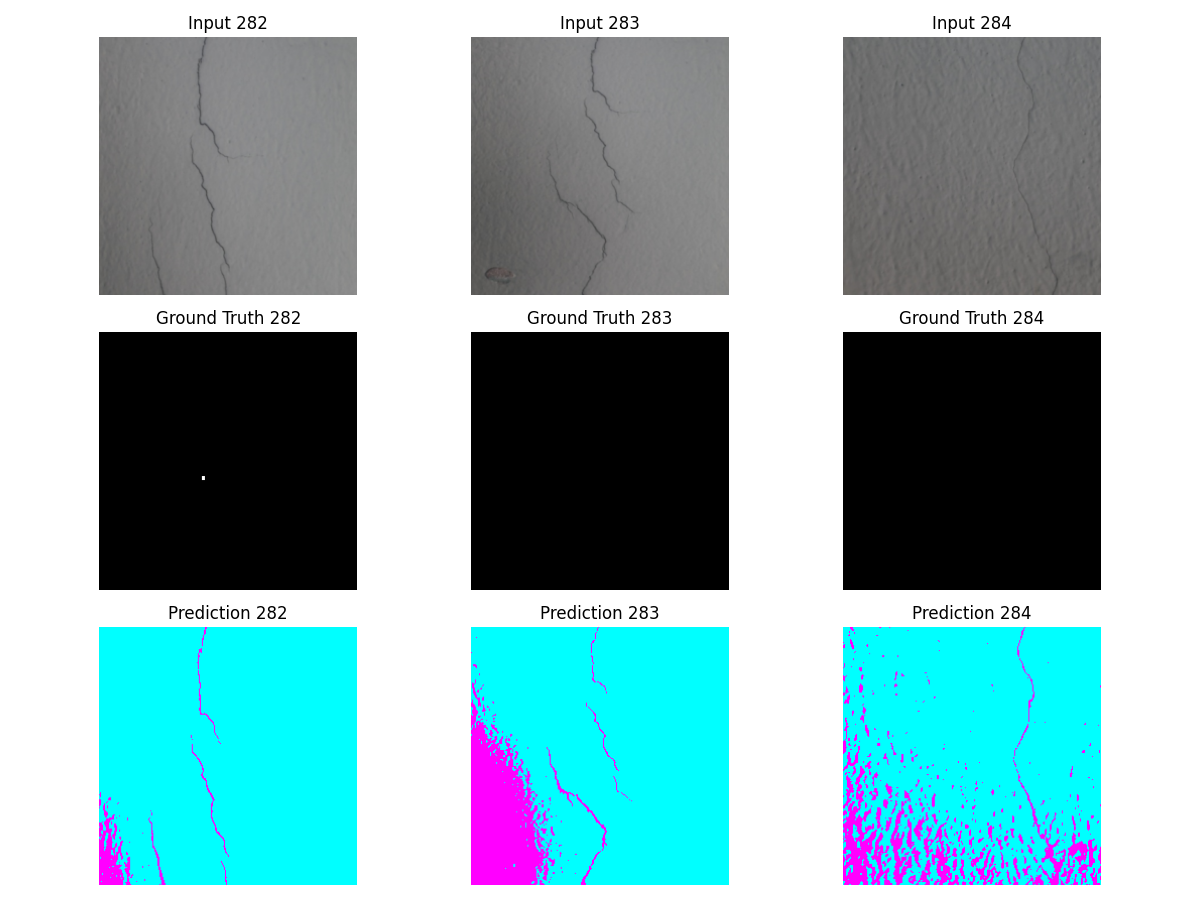 Input 282
Input 283
Input 284
Ground Truth 282
Ground Truth 283
Ground Truth 284
Prediction 282
Prediction 283
Prediction 284